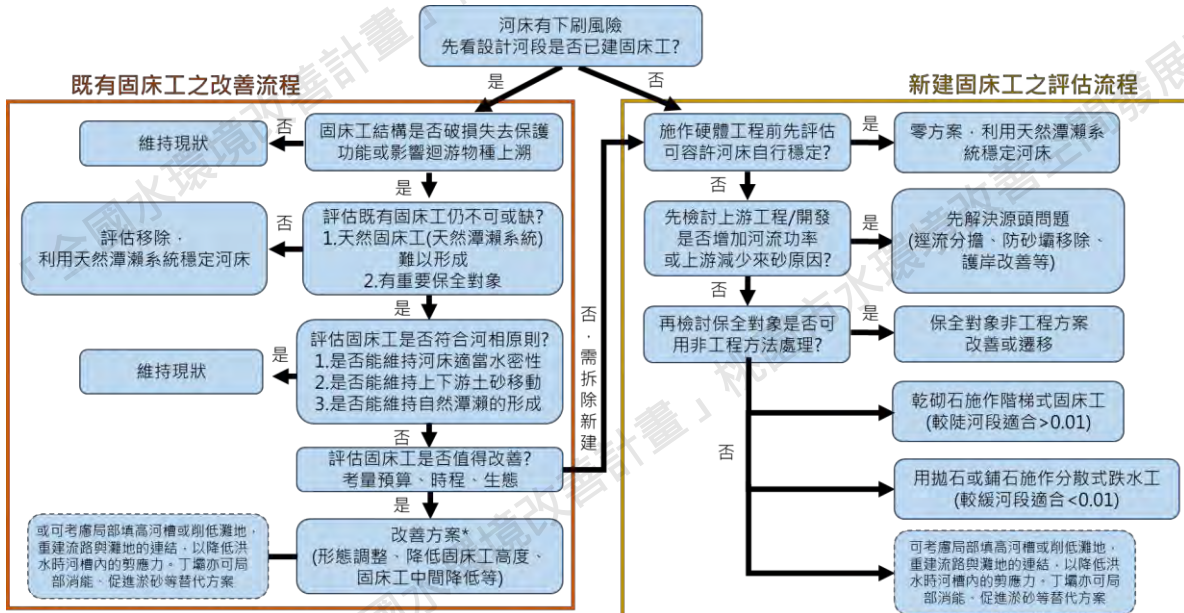 河床有下刷風險
先看設計河段是否已建固床工?
是
否
既有固床工之改善流程
固床工結構是否破損失去保護
功能或影響迴游物種上溯
否
維持現狀
是
評估既有固床工仍不可或缺?
1.天然固床工(天然潭瀨系統)
難以形成
2.有重要保全對象
否
評估移除,
利用天然潭瀨系統穩定河床
是
評估固床工是否符合河相原則?
1.是否能維持河床適當水密性
2.是否能維持上下游土砂移動
3.是否能維持自然潭瀨的形成
是
維持現狀
否
評估固床工是否值得改善?
考量預算、時程、生態
否,需拆除新建
是
改善方案*
(形態調整、降低固床工高度、
固床工中間降低等)
或可考慮局部填高河槽或削低灘地,
重建流路與灘地的連結,以降低洪
水時河槽內的剪應力。丁壩亦可局
部消能、促進淤砂等替代方案
新建固床工之評估流程
施作硬體工程前先評估
可容許河床自行穩定?
是
零方案,利用天然潭瀨系
統穩定河床
否
先檢討上游工程/開發
是否增加河流功率
或上游減少來砂原因?
是
先解決源頭問題
(逕流分擔、防砂壩移除、
護岸改善等)
否
再檢討保全對象是否可
用非工程方法處理?
是
保全對象非工程方案
改善或遷移
否
乾砌石施作階梯式固床工
(較陡河段適合>0.01)
用拋石或鋪石施作分散式跌水工
(較緩河段適合<0.01)
可考慮局部填高河槽或削低灘地,
重建流路與灘地的連結,以降低洪
水時河槽內的剪應力。丁壩亦可局
部消能、促進淤砂等替代方案